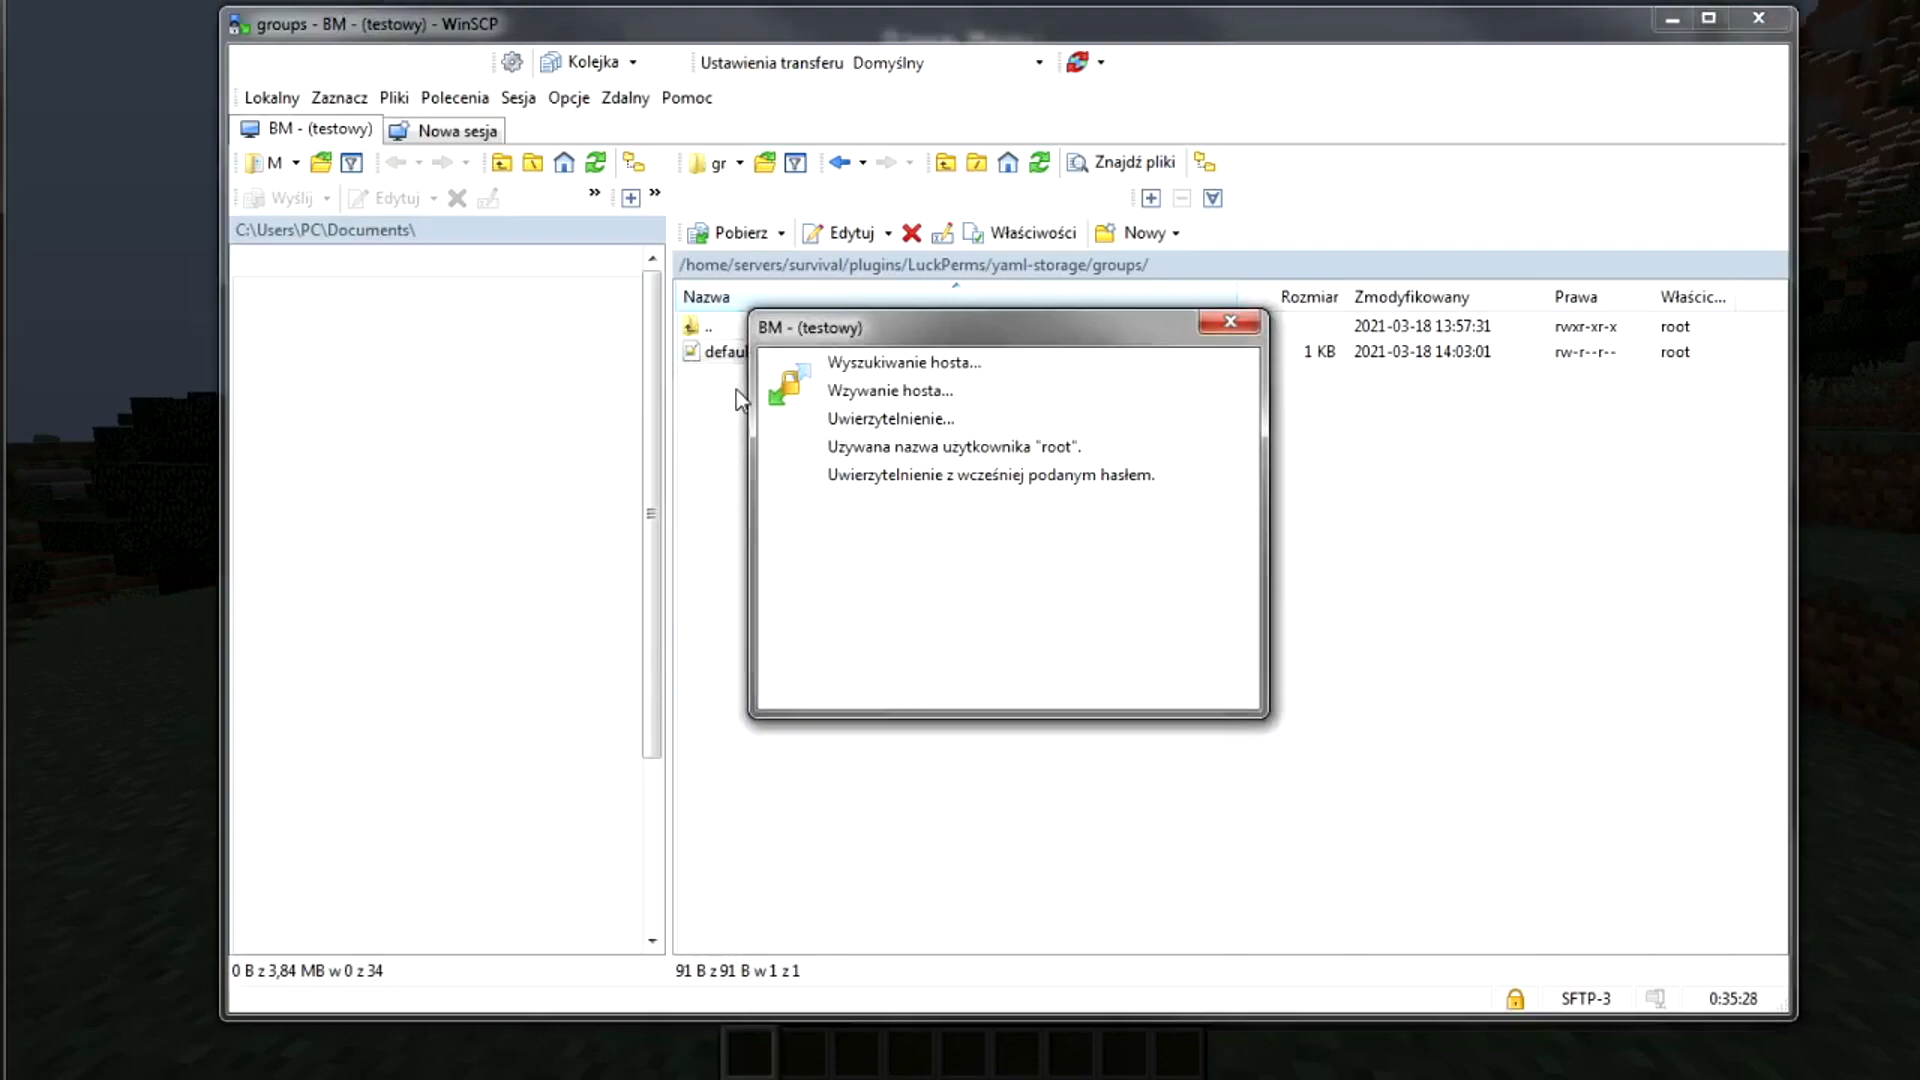 groups - BM - (testowy) - WinSCP
Kolejka
Ustawienia transferu Domyślny
Lokalny Zaznacz Pliki Polecenia Sesja Opcje Zdalny Pomoc
BM - (testowy) Nowa sesja
M gr Znajdź pliki
Wyślij Edytuj
C:\Users\PC\Documents\
Pobierz Edytuj Właściwości Nowy
/home/servers/survival/plugins/LuckPerms/yaml-storage/groups/
Nazwa Rozmiar Zmodyfikowany Prawa Właścic...
.. 2021-03-18 13:57:31 rwxr-xr-x root
defaul 1 KB 2021-03-18 14:03:01 rw-r--r-- root
BM - (testowy)
Wyszukiwanie hosta...
Wzywanie hosta...
Uwierzytelnienie...
Uzywana nazwa uzytkownika "root".
Uwierzytelnienie z wcześniej podanym hasłem.
0 B z 3,84 MB w 0 z 34
91 B z 91 B w 1 z 1
SFTP-3 0:35:28